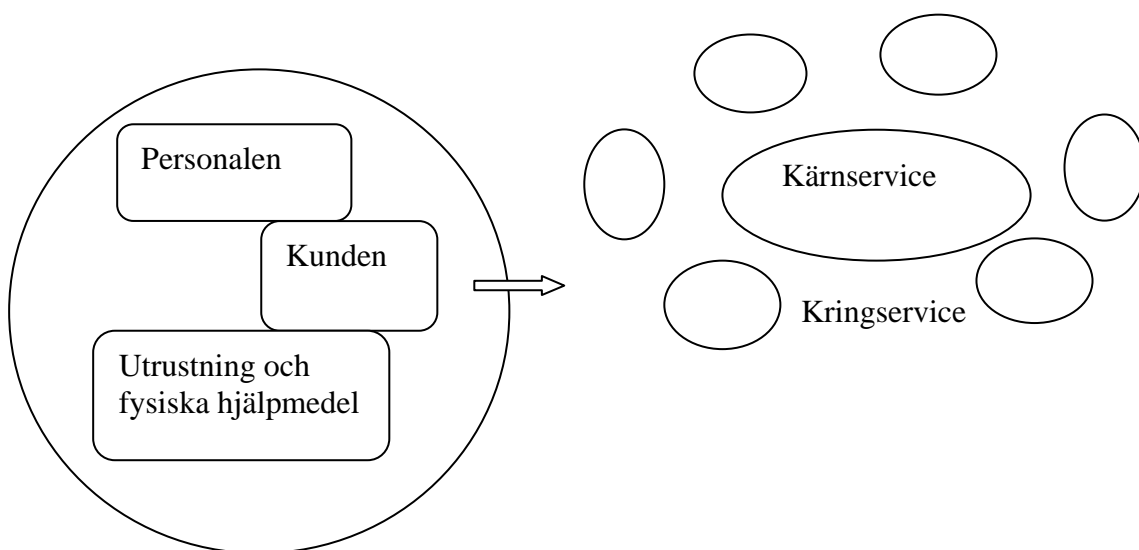 Personalen
Kunden
Utrustning och
fysiska hjälpmedel
Kärnservice
Kringservice